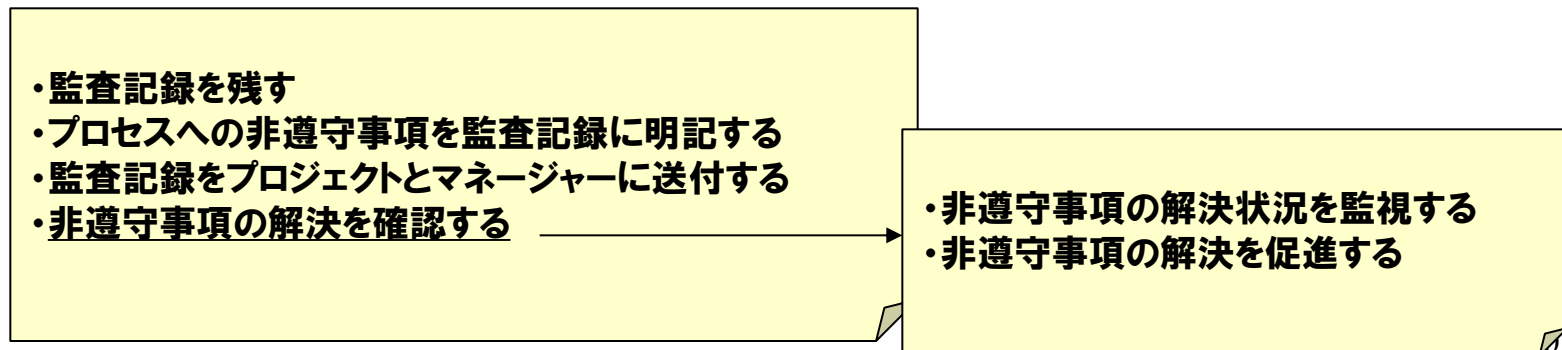 ・監査記録を残す
・プロセスへの非遵守事項を監査記録に明記する
・監査記録をプロジェクトとマネージャーに送付する
・非遵守事項の解決を確認する
・非遵守事項の解決状況を監視する
・非遵守事項の解決を促進する